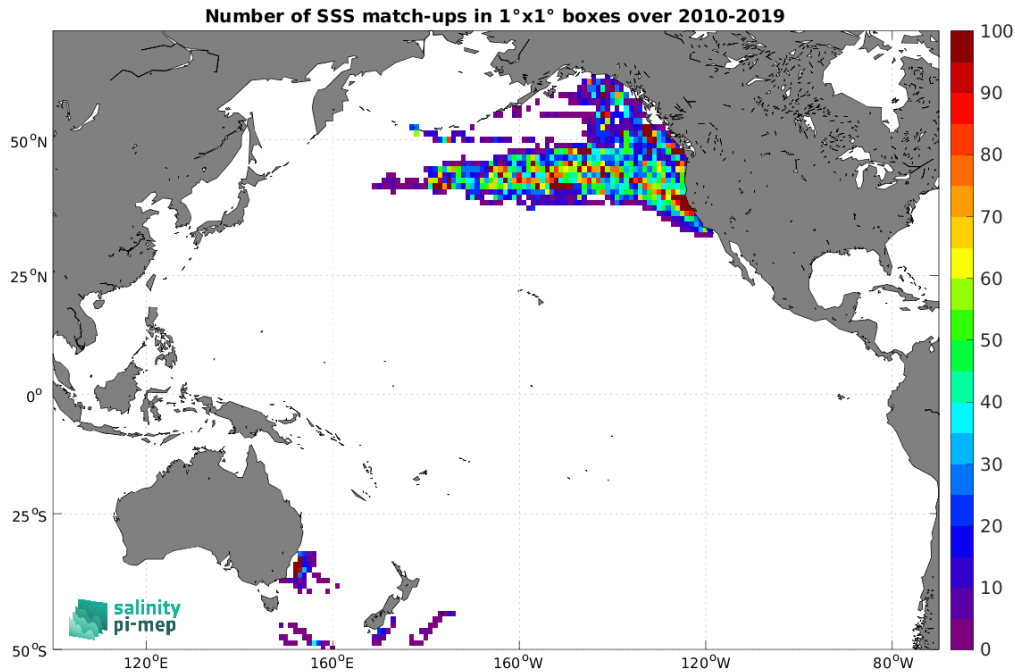 Number of SSS match-ups in 1°x1° boxes over 2010-2019
100
90
80
70
60
50
40
30
20
10
0
50°N
25°N
0°
25°S
50°S
120°E
160°E
160°W
120°W
80°W
salinity
pi-mep